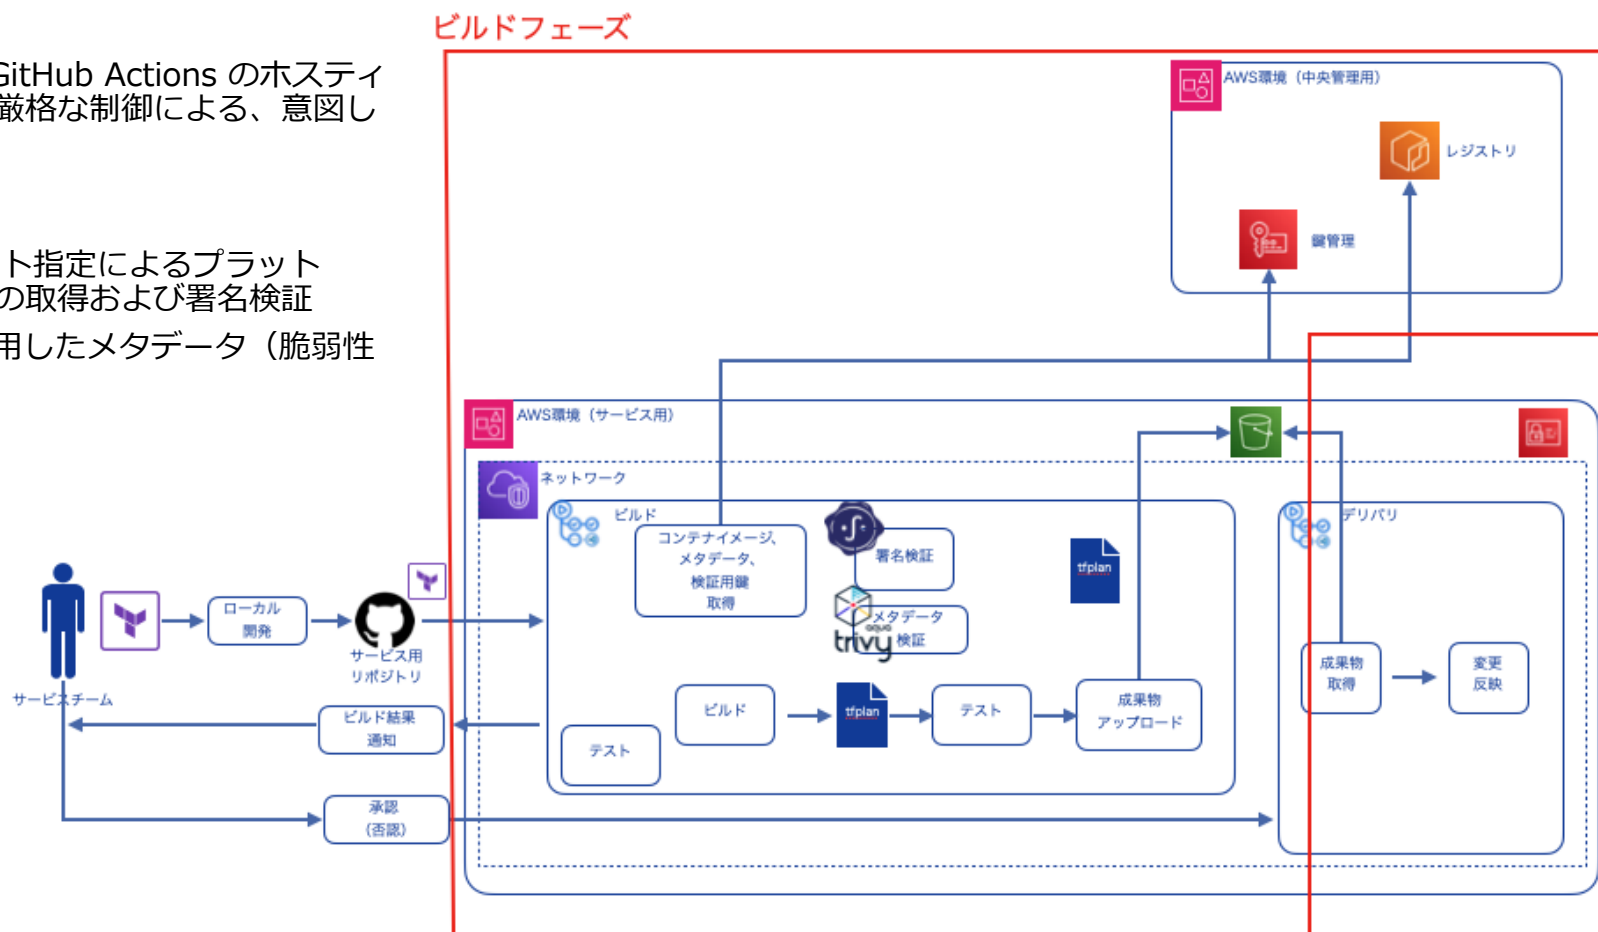 ビルドフェーズ
GitHub Actions のホスティ
厳格な制御による、意図し
ト指定によるプラット
の取得および署名検証
用したメタデータ（脆弱性
AWS環境（中央管理用）
レジストリ
鍵管理
AWS環境（サービス用）
ネットワーク
ビルド
コンテナイメージ、
メタデータ、
検証用鍵
取得
署名検証
aqua
trivy
メタデータ
検証
tfplan
デリバリ
ローカル
開発
サービス用
リポジトリ
サービスチーム
ビルド結果
通知
承認
（否認）
テスト
ビルド
tfplan
テスト
成果物
アップロード
成果物
取得
変更
反映